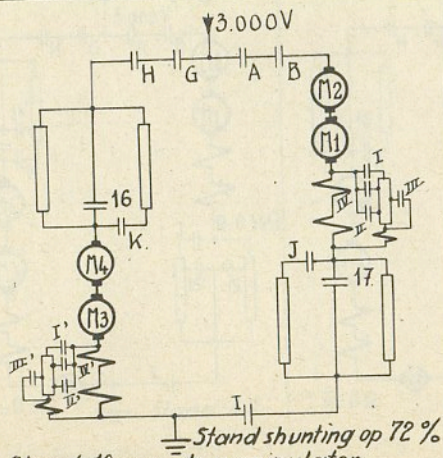 3.000V
H G A B
M2
M1
I
III
IV
II
16
K
J
17
M4
M3
I'
III'
IV'
II'
I
Stand shunting op 72 %